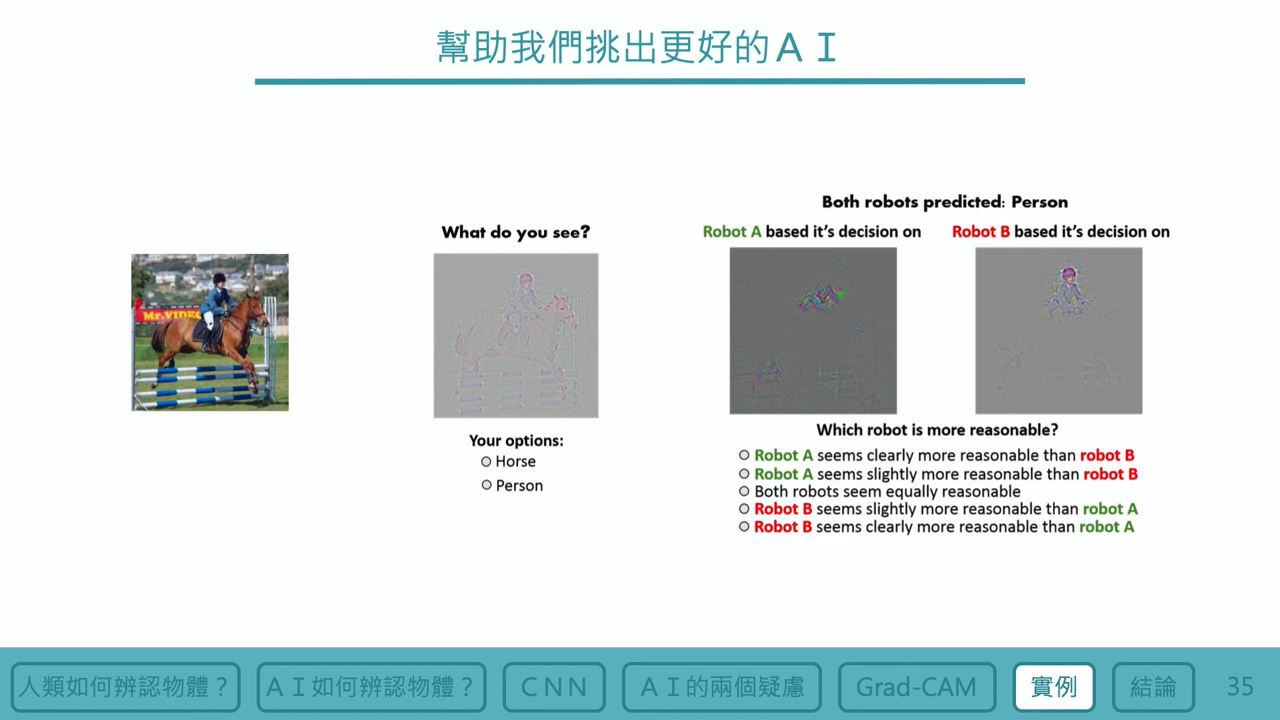 幫助我們挑出更好的ＡＩ
Mr.VIDEO
What do you see?
Your options:
Horse
Person
Both robots predicted: Person
Robot A based it's decision on
Robot B based it's decision on
Which robot is more reasonable?
Robot A seems clearly more reasonable than robot B
Robot A seems slightly more reasonable than robot B
Both robots seem equally reasonable
Robot B seems slightly more reasonable than robot A
Robot B seems clearly more reasonable than robot A
人類如何辨認物體？
ＡＩ如何辨認物體？
ＣＮＮ
ＡＩ的兩個疑慮
Grad-CAM
實例
結論
35